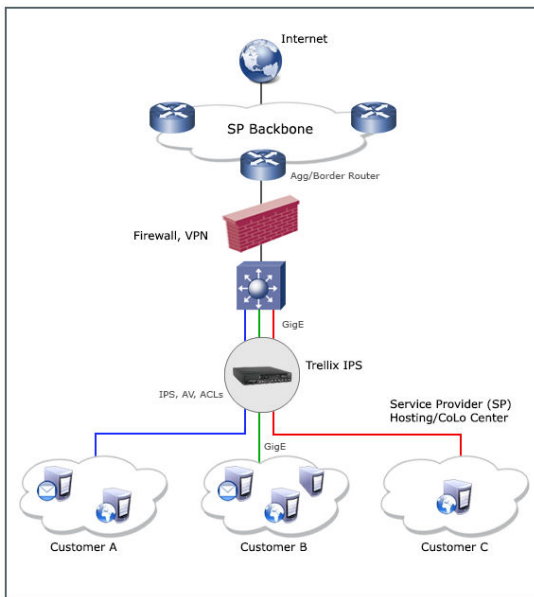 Internet
SP Backbone
Agg/Border Router
Firewall, VPN
GigE
Trellix IPS
IPS, AV, ACLs
Service Provider (SP)
Hosting/CoLo Center
GigE
Customer A
Customer B
Customer C